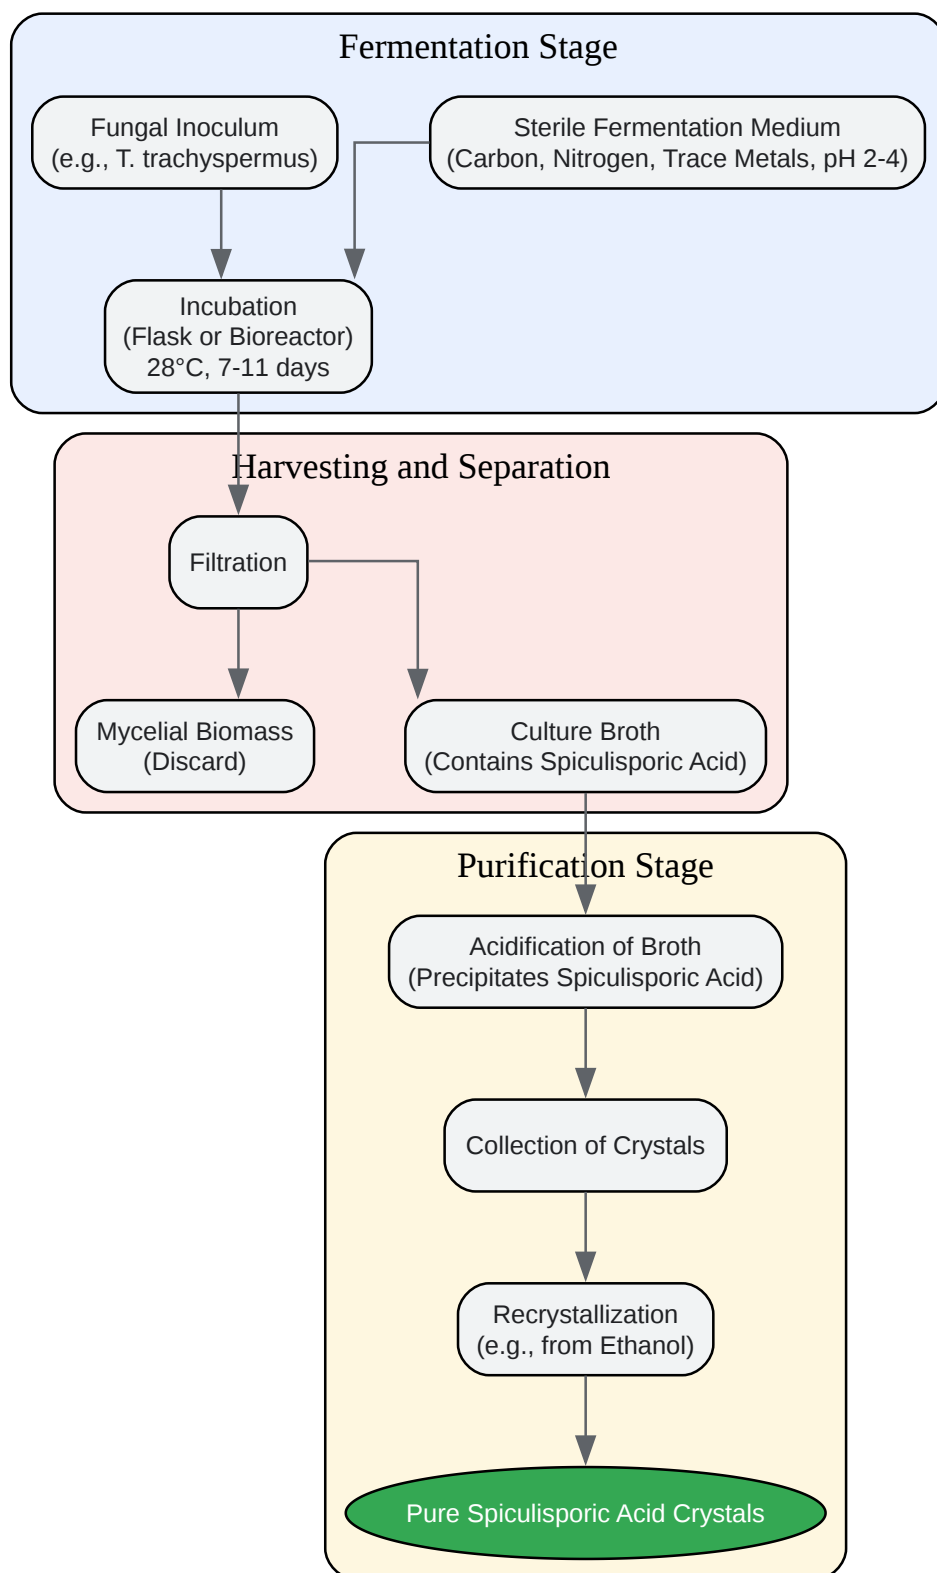 Fermentation Stage
Fungal Inoculum
(e.g., T. trachyspermus)
Sterile Fermentation Medium
(Carbon, Nitrogen, Trace Metals, pH 2-4)
Incubation
(Flask or Bioreactor)
28°C, 7-11 days
Harvesting and Separation
Filtration
Mycelial Biomass
(Discard)
Culture Broth
(Contains Spiculisporic Acid)
Purification Stage
Acidification of Broth
(Precipitates Spiculisporic Acid)
Collection of Crystals
Recrystallization
(e.g., from Ethanol)
Pure Spiculisporic Acid Crystals